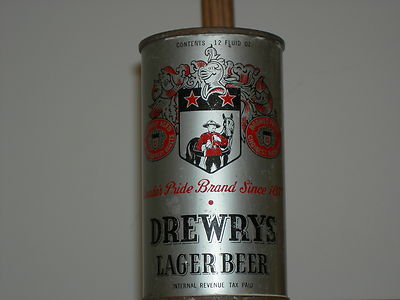 CONTENTS 12 FLUID OZ.
Pride Brand Since
DREWRYS
LAGER BEER
INTERNAL REVENUE TAX PAID